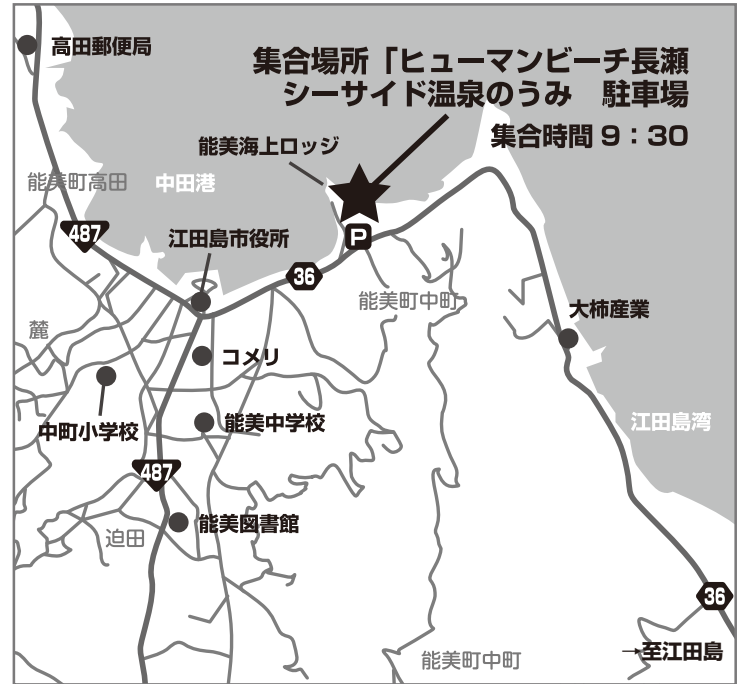 高田郵便局
集合場所「ヒューマンビーチ長瀬
シーサイド温泉のうみ　駐車場
集合時間 9：30
能美海上ロッジ
能美町高田
中田港
487
江田島市役所
P
36
能美町中町
大柿産業
麓
コメリ
中町小学校
能美中学校
江田島湾
487
能美図書館
迫田
36
→至江田島
能美町中町